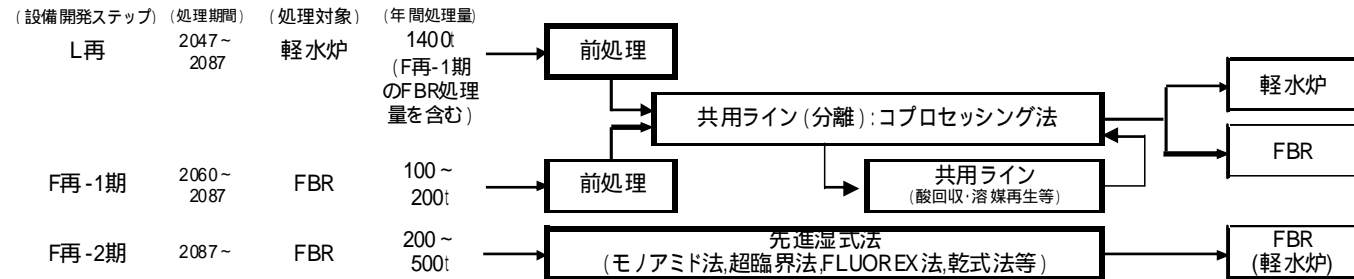 (設備開発ステップ) (処理期間) (処理対象) (年間処理量)
L再
2047~
2087
軽水炉
1400t
(F再-1期
のFBR処理
量を含む)
前処理
共用ライン(分離):コプロセッシング法
軽水炉
FBR
F再-1期
2060~
2087
FBR
100~
200t
前処理
共用ライン
(酸回収・溶媒再生等)
F再-2期
2087~
FBR
200~
500t
先進湿式法
(モノアミド法,超臨界法,FLUOREX法,乾式法等)
FBR
(軽水炉)